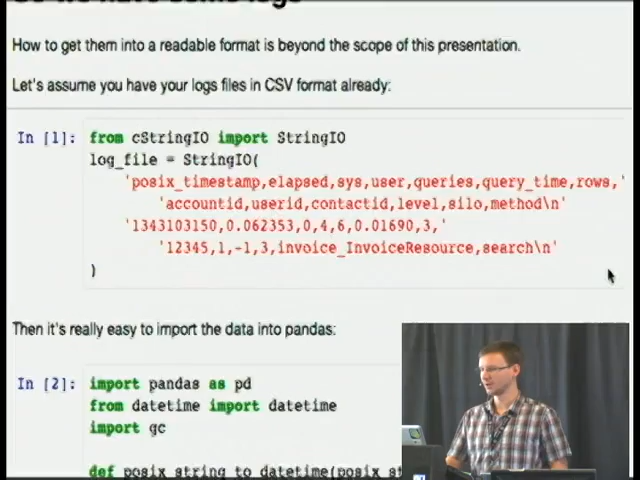 How to get them into a readable format is beyond the scope of this presentation.
Let's assume you have your logs files in CSV format already:
In [1]: from cStringIO import StringIO
log_file = StringIO(
'posix_timestamp,elapsed,sys,user,queries,query_time,rows,'
'accountid,userid,contactid,level,silo,method\n'
'1343103150,0.062353,0,4,6,0.01690,3,'
'12345,1,-1,3,invoice_InvoiceResource,search\n'
)
Then it's really easy to import the data into pandas:
In [2]: import pandas as pd
from datetime import datetime
import gc
def posix_string_to_datetime(posix_st